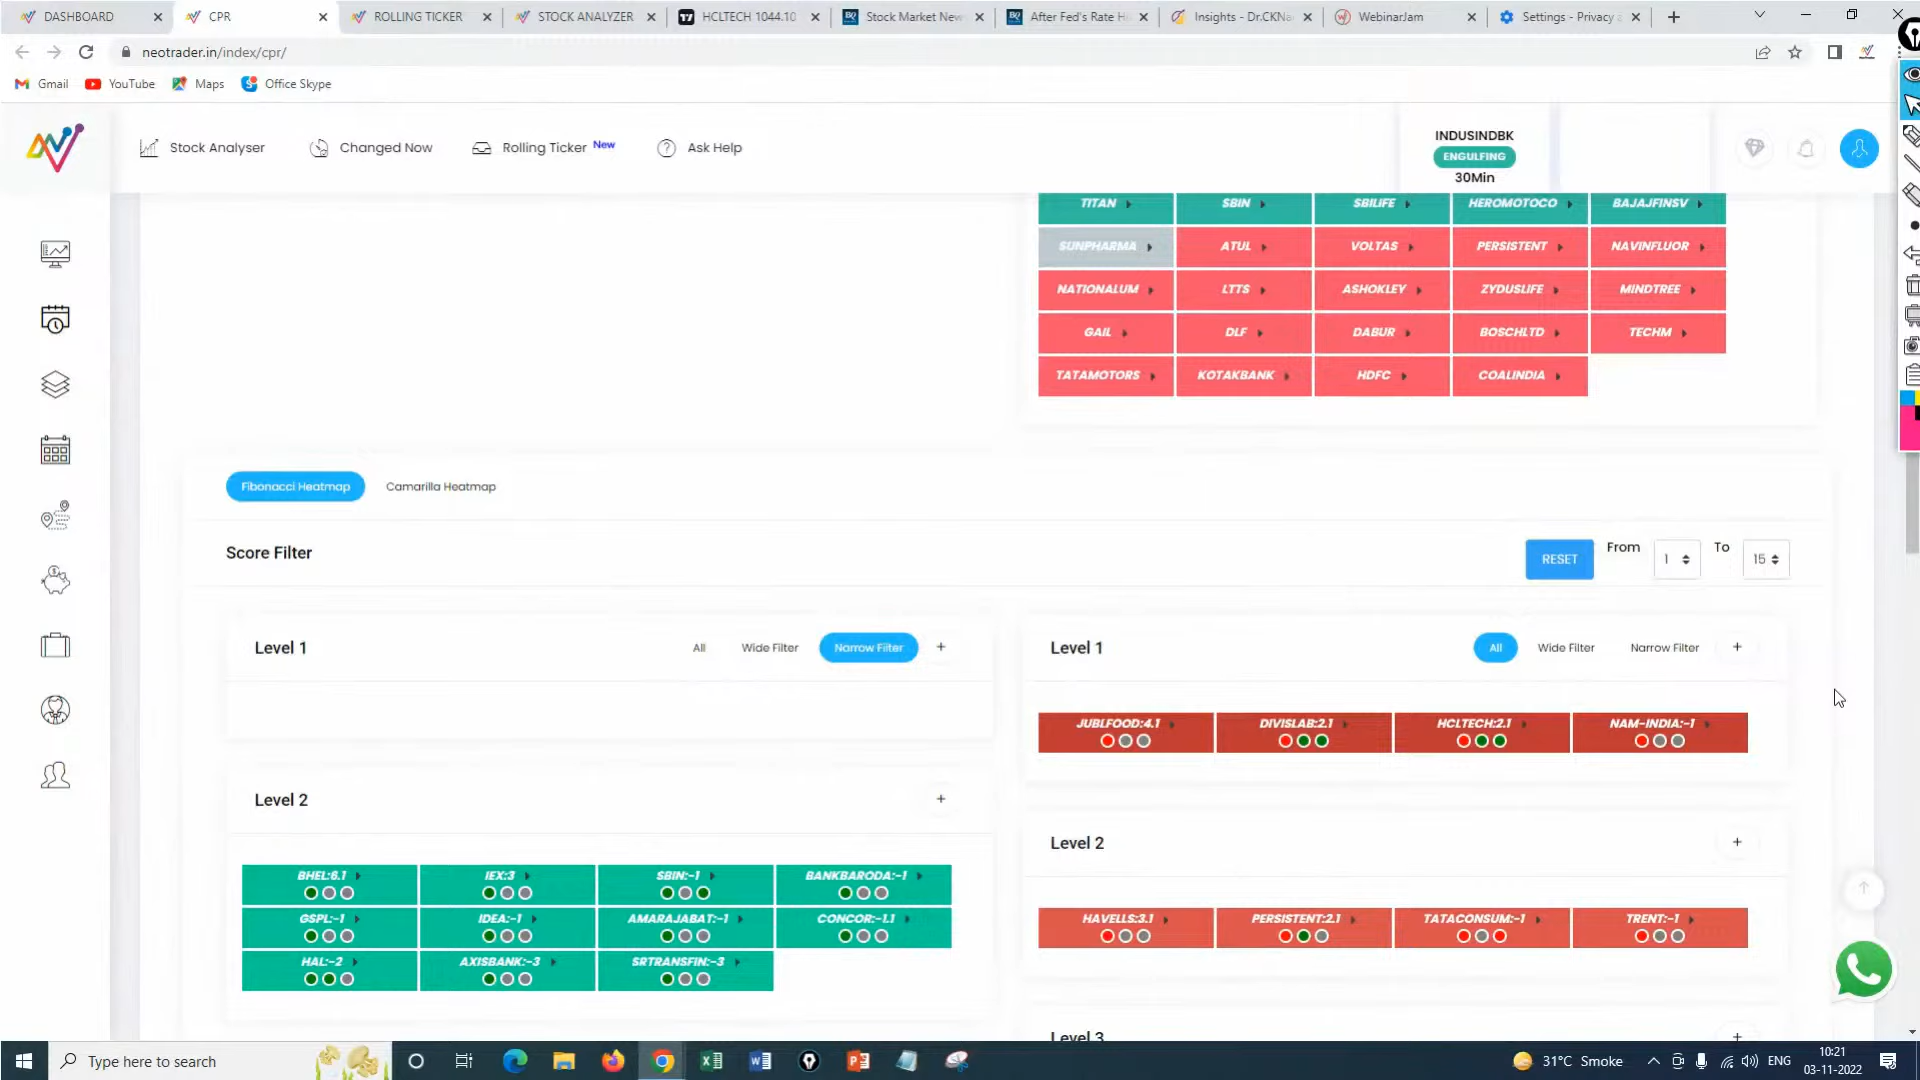 DASHBOARD
CPR
ROLLING TICKER
STOCK ANALYZER
HCLTECH 1044.10
Stock Market New
After Fed's Rate H
Insights - Dr.CKNa
WebinarJam
Settings - Privacy a
neotrader.in/index/cpr/
Gmail
YouTube
Maps
Office Skype
Stock Analyser
Changed Now
Rolling Ticker New
Ask Help
INDUSINDBK
ENGULFING
30Min
TITAN SBIN SBILIFE HEROMOTOCO BAJAJFINSV
SUNPHARMA ATUL VOLTAS PERSISTENT NAVINFLUOR
NATIONALUM LTTS ASHOKLEY ZYDUSLIFE MINDTREE
GAIL DLF DABUR BOSCHLTD TECHM
TATAMOTORS KOTAKBANK HDFC COALINDIA
Fibonacci Heatmap Camarilla Heatmap
Score Filter
RESET From 1 To 15
Level 1 All Wide Filter Narrow Filter +
Level 2 +
BHEL:6.1 IEX:3 SBIN:-1 BANKBARODA:-1
GSPL:-1 IDEA:-1 AMARAJABAT:-1 CONCOR:-1.1
HAL:-2 AXISBANK:-3 SRTRANSFIN:-3
Level 1 All Wide Filter Narrow Filter +
JUBLFOOD:4.1 DIVISLAB:2.1 HCLTECH:2.1 NAM-INDIA:-1
Level 2 +
HAVELLS:3.1 PERSISTENT:2.1 TATACONSUM:-1 TRENT:-1
Level 3 +
Type here to search
31°C Smoke
ENG
10:21
03-11-2022